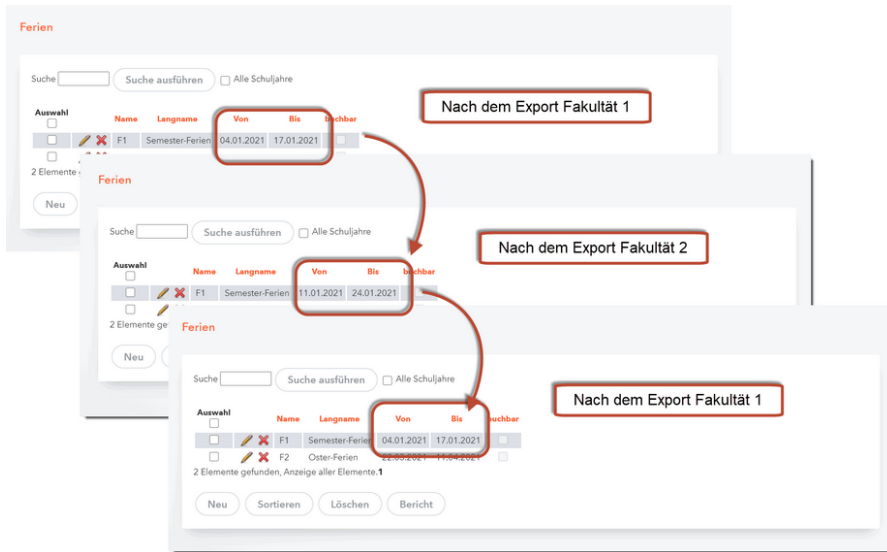 Ferien
Suche Suche ausführen Alle Schuljahre
Nach dem Export Fakultät 1
Auswahl
Name Langname Von Bis buchbar
F1 Semester-Ferien 04.01.2021 17.01.2021
2 Elemente
Neu
Ferien
Suche Suche ausführen Alle Schuljahre
Nach dem Export Fakultät 2
Auswahl
Name Langname Von Bis buchbar
F1 Semester-Ferien 11.01.2021 24.01.2021
2 Elemente ge
Neu
Ferien
Suche Suche ausführen Alle Schuljahre
Nach dem Export Fakultät 1
Auswahl
Name Langname Von Bis buchbar
F1 Semester-Ferien 04.01.2021 17.01.2021
F2 Oster-Ferien
2 Elemente gefunden, Anzeige aller Elemente.1
Neu Sortieren Löschen Bericht